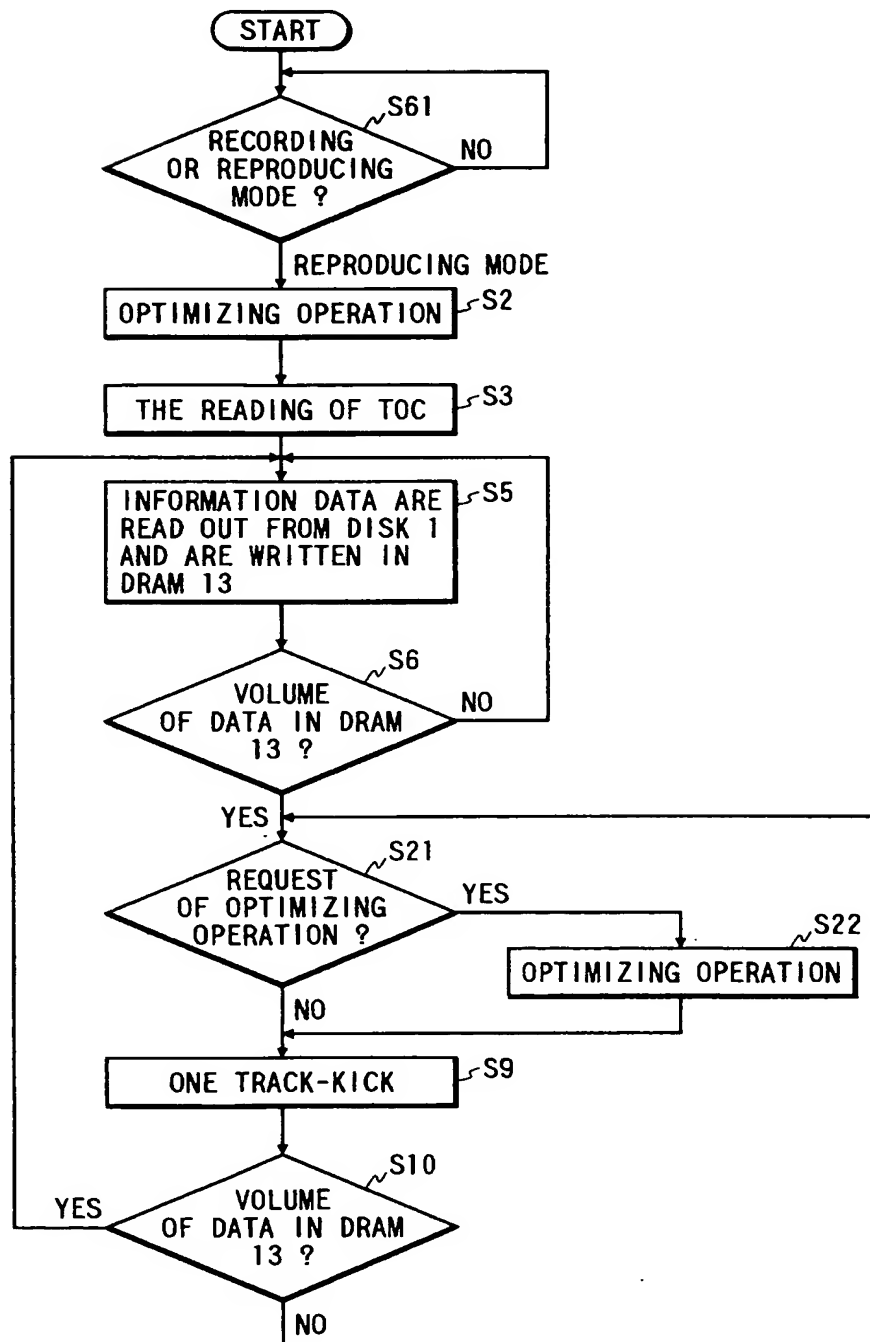 START
S61
RECORDING
OR REPRODUCING
MODE ?
NO
REPRODUCING MODE
S2
OPTIMIZING OPERATION
S3
THE READING OF TOC
S5
INFORMATION DATA ARE
READ OUT FROM DISK 1
AND ARE WRITTEN IN
DRAM 13
S6
VOLUME
OF DATA IN DRAM
13 ?
NO
YES
S21
REQUEST
OF OPTIMIZING
OPERATION ?
YES
S22
OPTIMIZING OPERATION
NO
S9
ONE TRACK-KICK
S10
VOLUME
OF DATA IN DRAM
13 ?
YES
NO